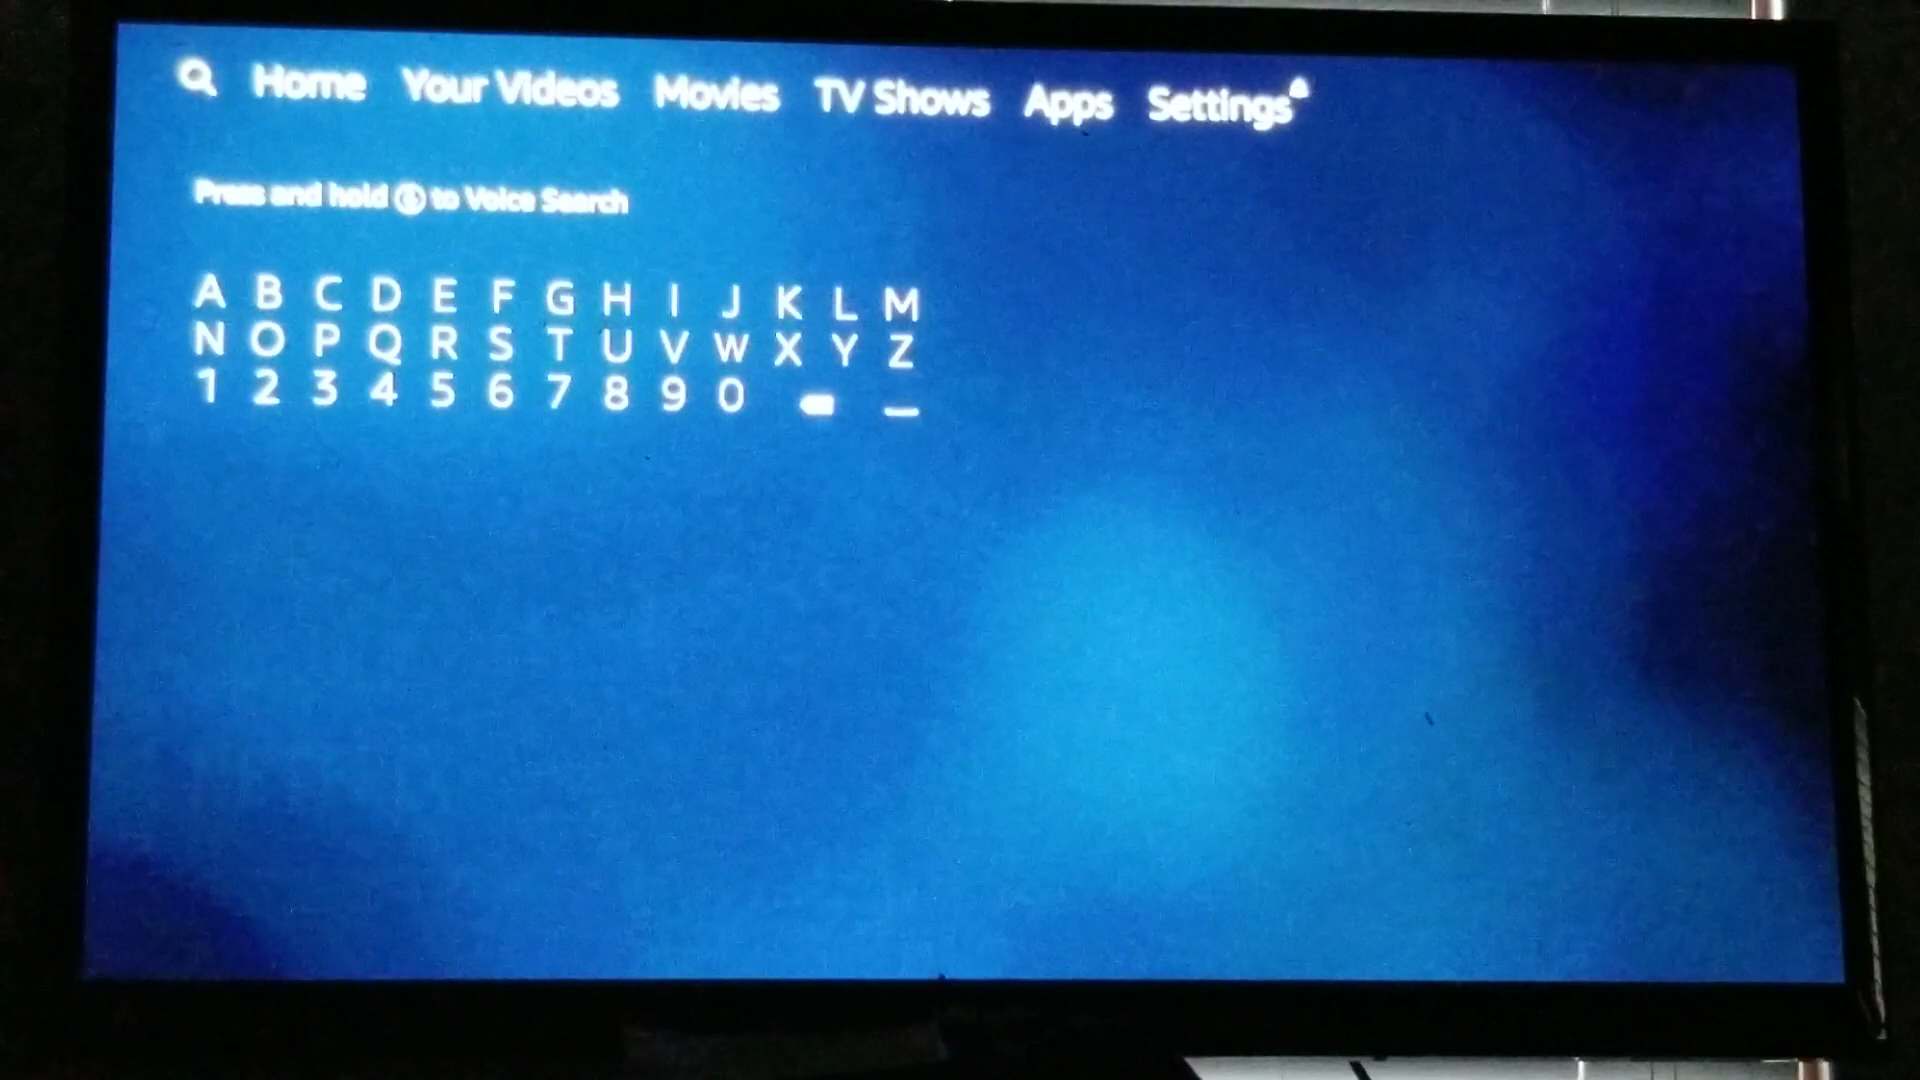 Home Your Videos Movies TV Shows Apps Settings
Press and hold to Voice Search
A B C D E F G H I J K L M
N O P Q R S T U V W X Y Z
1 2 3 4 5 6 7 8 9 0